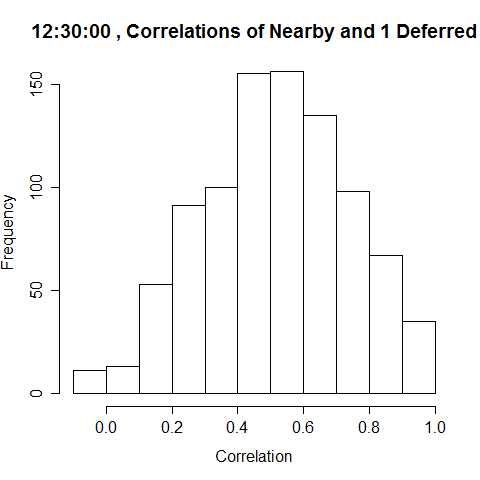 12:30:00 , Correlations of Nearby and 1 Deferred
150
100
50
0
Frequency
0.0 0.2 0.4 0.6 0.8 1.0
Correlation